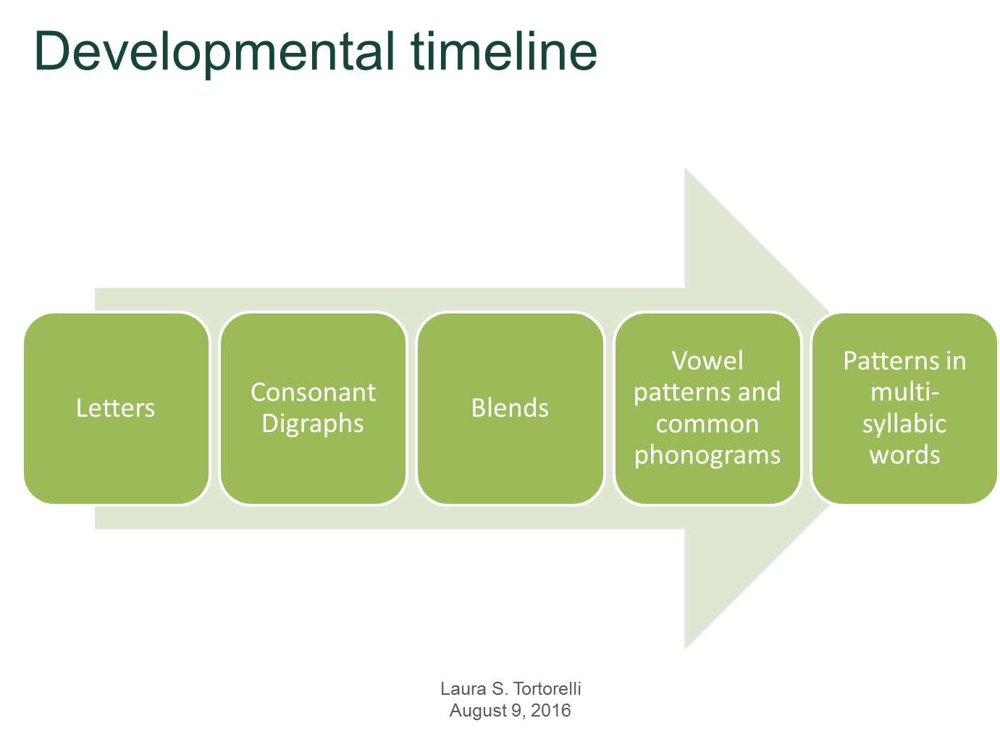 Developmental timeline
Letters
Consonant
Digraphs
Blends
Vowel
patterns and
common
phonograms
Patterns in
multi-
syllabic
words
Laura S. Tortorelli
August 9, 2016